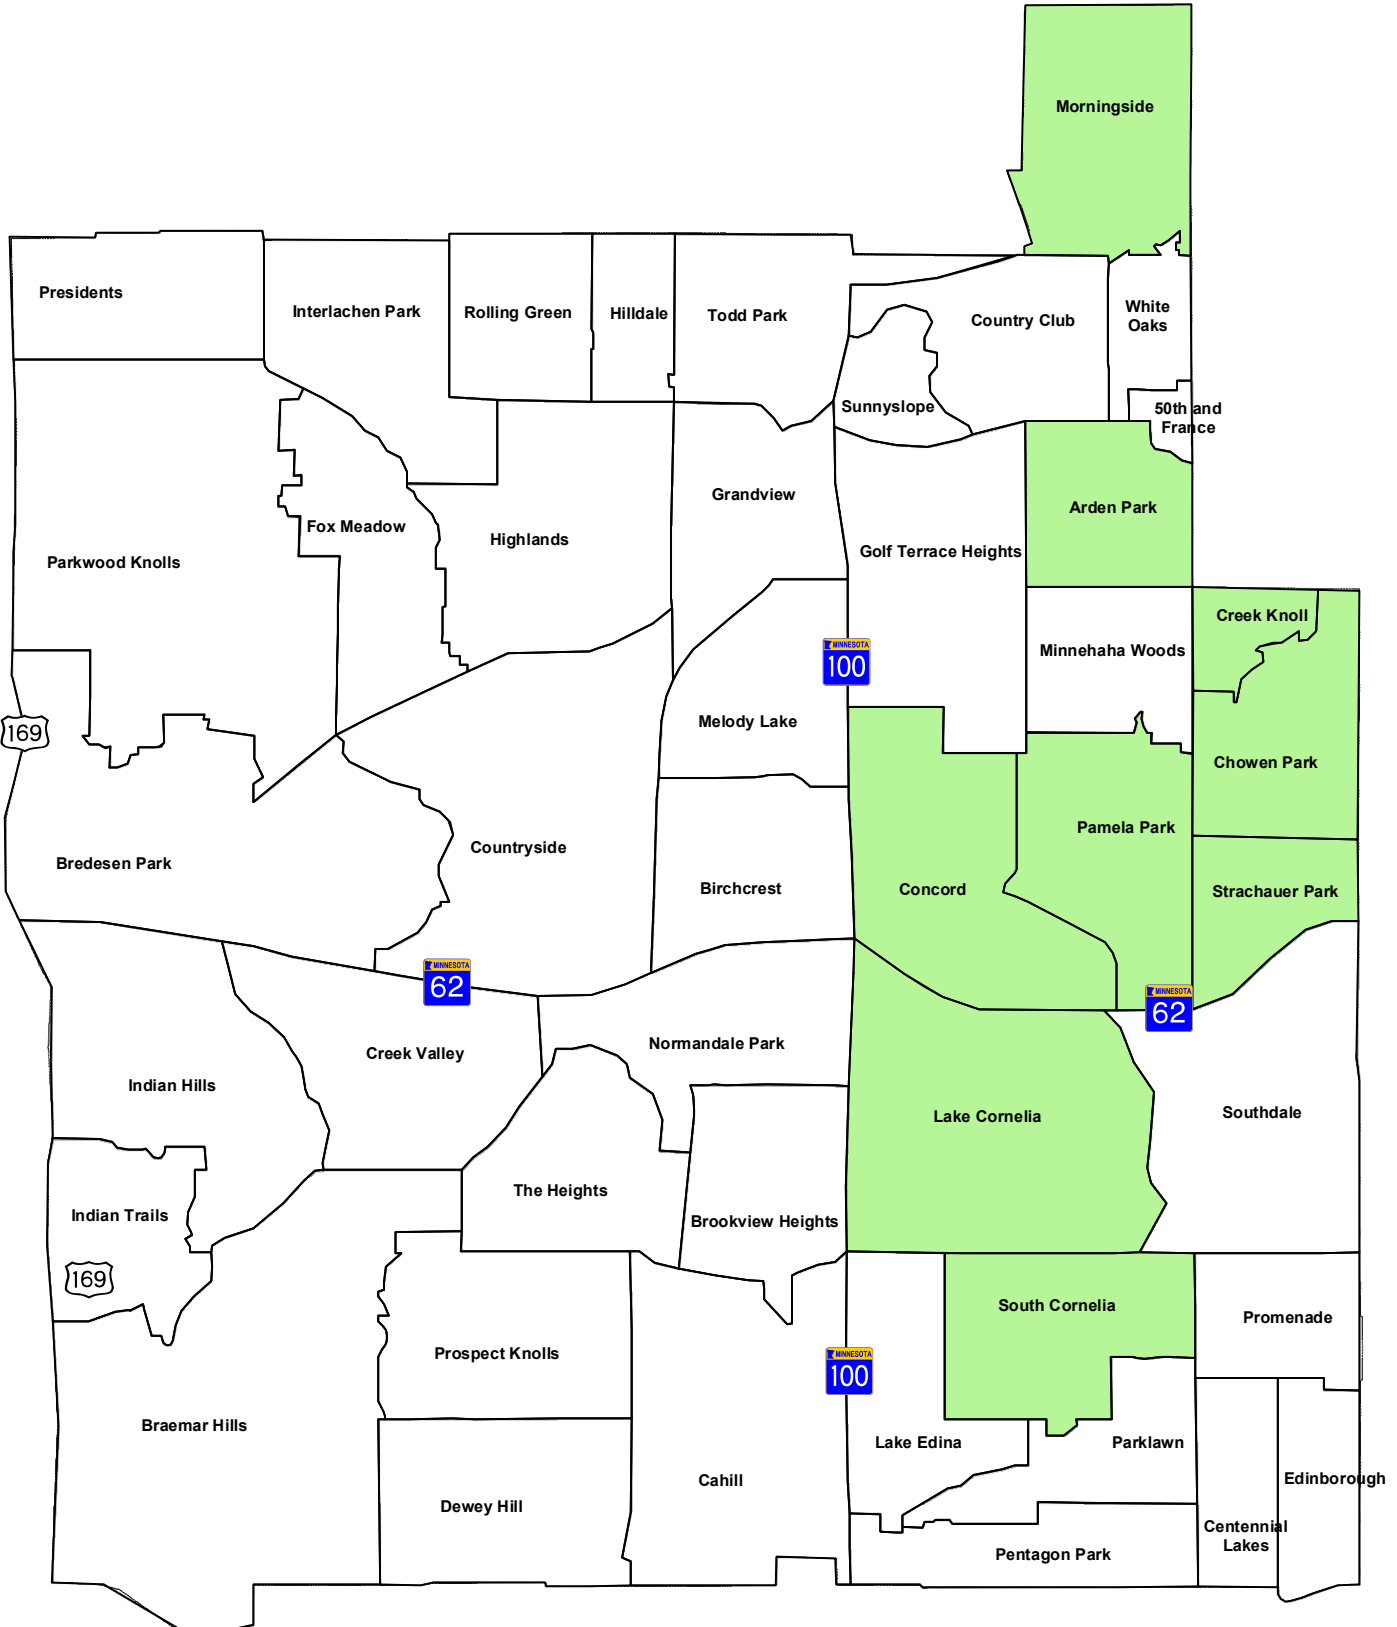 Morningside
Presidents
Interlachen Park
Rolling Green
Hilldale
Todd Park
Country Club
White
Oaks
Sunnyslope
50th and
France
Grandview
Arden Park
Fox Meadow
Highlands
Golf Terrace Heights
Parkwood Knolls
Creek Knoll
Minnehaha Woods
MINNESOTA
100
Melody Lake
169
Chowen Park
Pamela Park
Countryside
Bredesen Park
Birchcrest
Concord
Strachauer Park
MINNESOTA
62
MINNESOTA
62
Normandale Park
Creek Valley
Indian Hills
Lake Cornelia
Southdale
The Heights
Indian Trails
Brookview Heights
169
South Cornelia
Promenade
Prospect Knolls
MINNESOTA
100
Braemar Hills
Lake Edina
Parklawn
Cahill
Edinborough
Dewey Hill
Centennial
Lakes
Pentagon Park